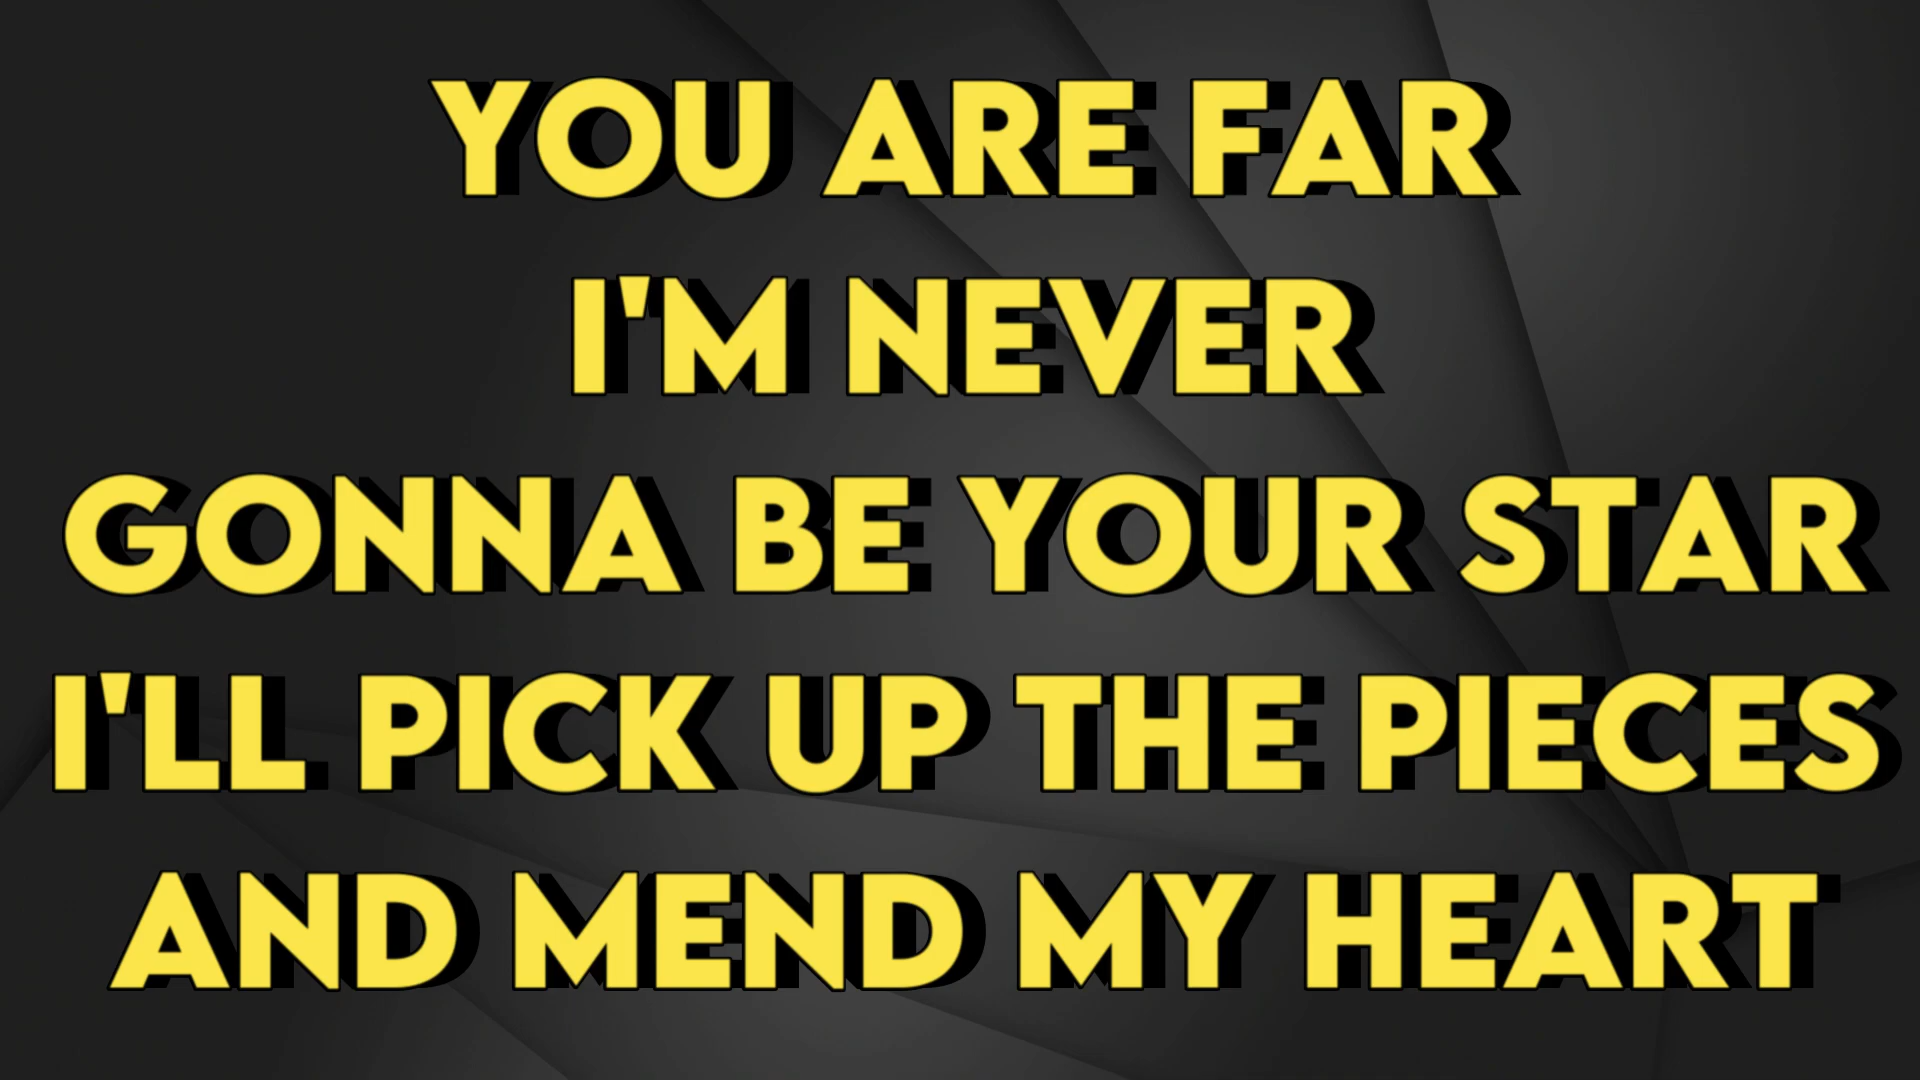 YOU ARE FAR
I'M NEVER
GONNA BE YOUR STAR
I'LL PICK UP THE PIECES
AND MEND MY HEART